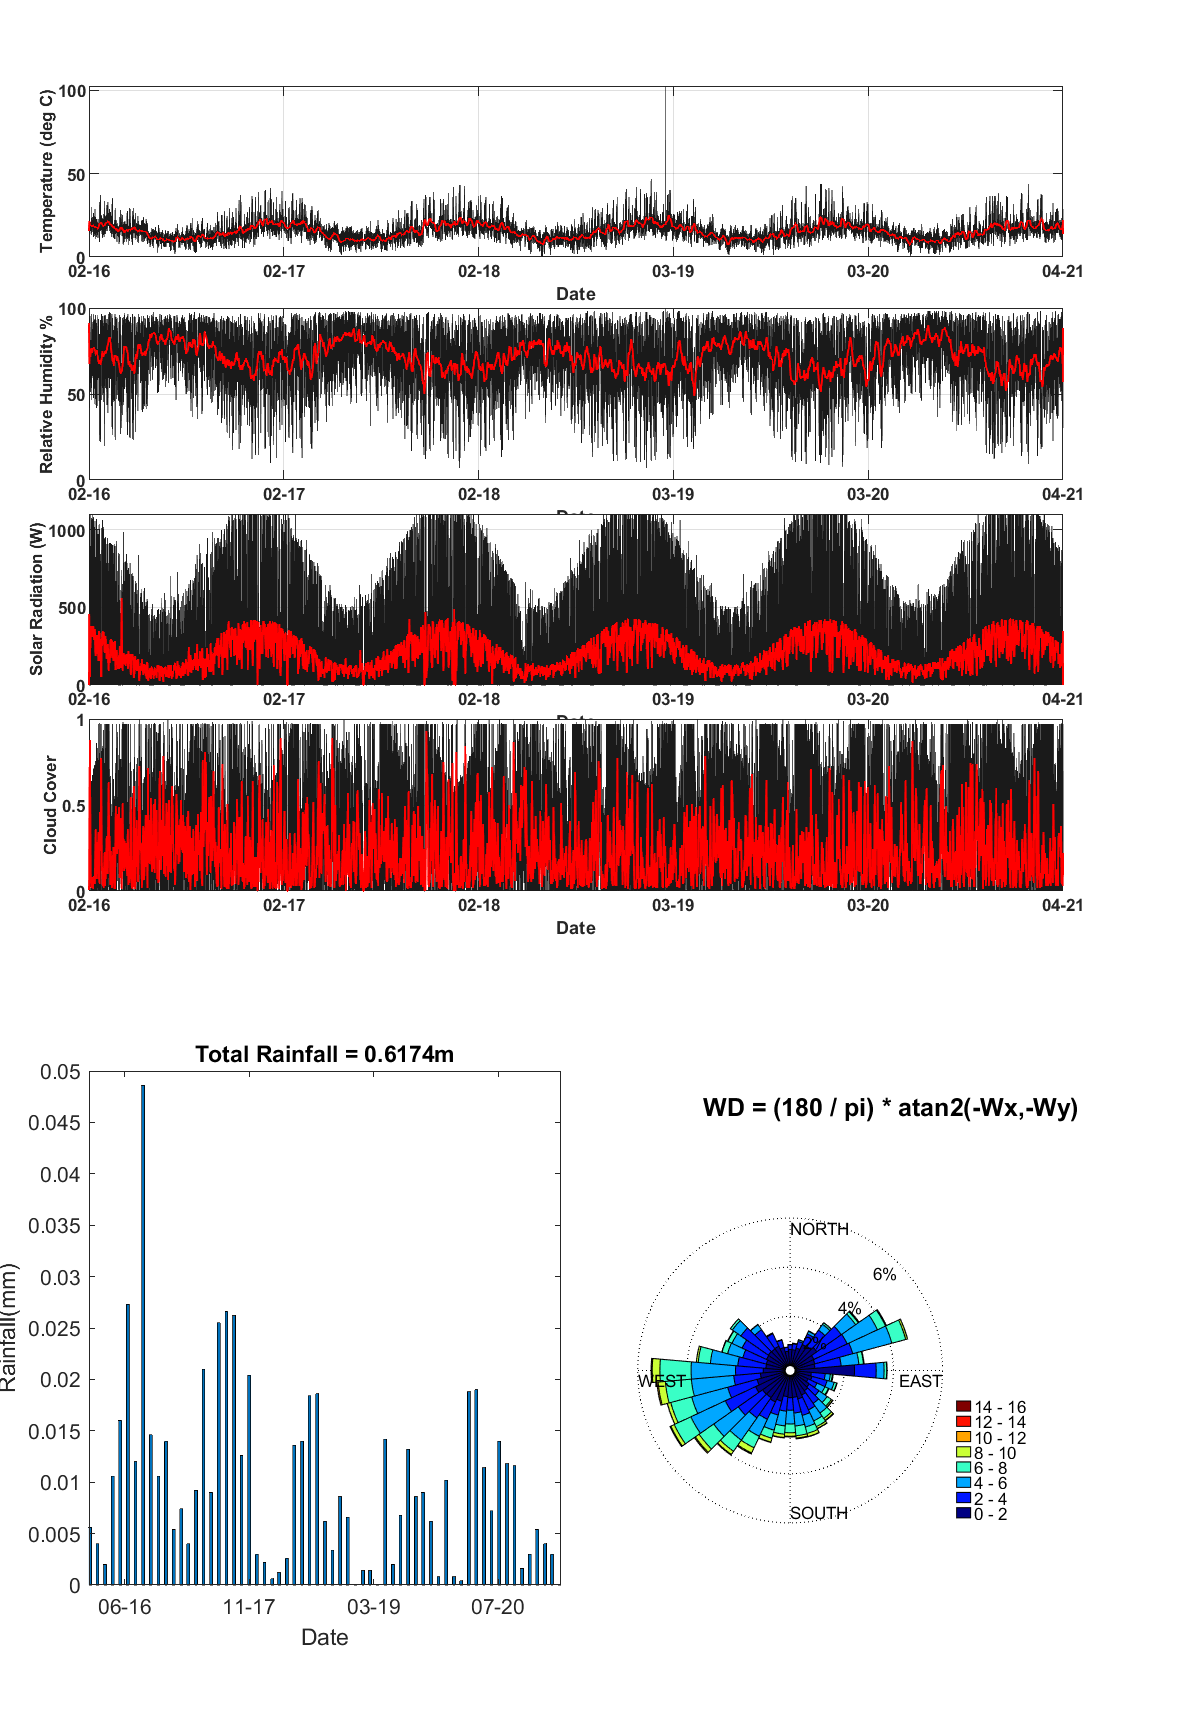 100
50
0
Temperature (deg C)
02-16 02-17 02-18 03-19 03-20 04-21
Date
100
50
0
Relative Humidity %
02-16 02-17 02-18 03-19 03-20 04-21
1000
500
0
Solar Radiation (W)
02-16 02-17 02-18 03-19 03-20 04-21
1
0.5
0
Cloud Cover
02-16 02-17 02-18 03-19 03-20 04-21
Date
Total Rainfall = 0.6174m
0.05
0.045
0.04
0.035
0.03
0.025
0.02
0.015
0.01
0.005
0
Rainfall(mm)
06-16 11-17 03-19 07-20
Date
WD = (180 / pi) * atan2(-Wx,-Wy)
NORTH
6%
4%
WEST
EAST
SOUTH
14 - 16
12 - 14
10 - 12
8 - 10
6 - 8
4 - 6
2 - 4
0 - 2